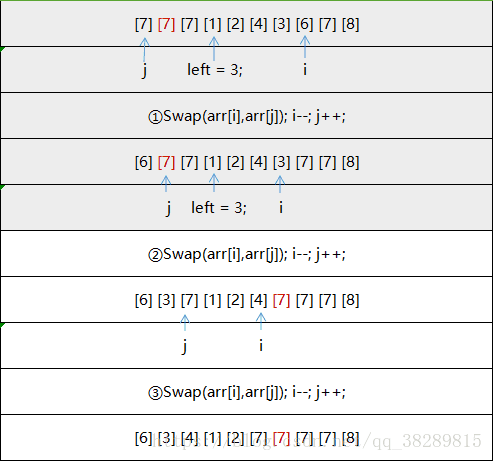 [7] [7] [7] [1] [2] [4] [3] [6] [7] [8]
j left = 3; i
①Swap(arr[i],arr[j]); i--; j++;
[6] [7] [7] [1] [2] [4] [3] [7] [7] [8]
j left = 3; i
②Swap(arr[i],arr[j]); i--; j++;
[6] [3] [7] [1] [2] [4] [7] [7] [7] [8]
j i
③Swap(arr[i],arr[j]); i--; j++;
[6] [3] [4] [1] [2] [7] [7] [7] [7] [8]
https://blog.csdn.net/qq_38289815